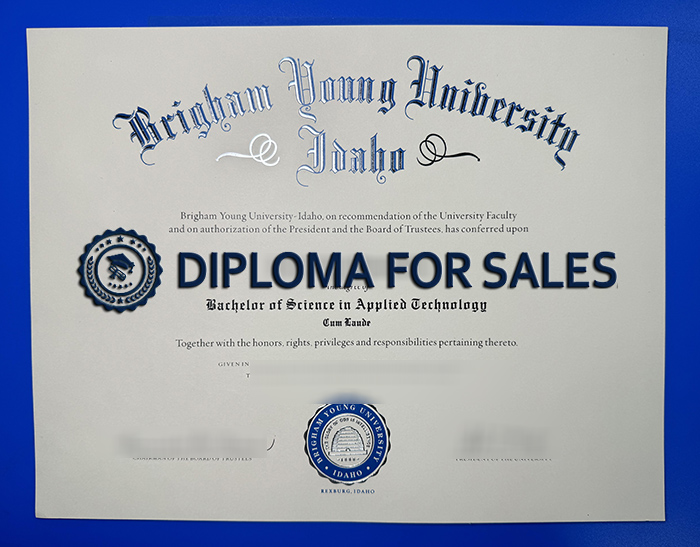 Brigham Young University
Idaho
Brigham Young University-Idaho, on recommendation of the University Faculty
and on authorization of the President and the Board of Trustees, has conferred upon
DIPLOMA FOR SALES
Bachelor of Science in Applied Technology
Cum Laude
Together with the honors, rights, privileges and responsibilities pertaining thereto.
GIVEN IN
T
BRIGHAM YOUNG UNIVERSITY
IDAHO
REXBURG, IDAHO